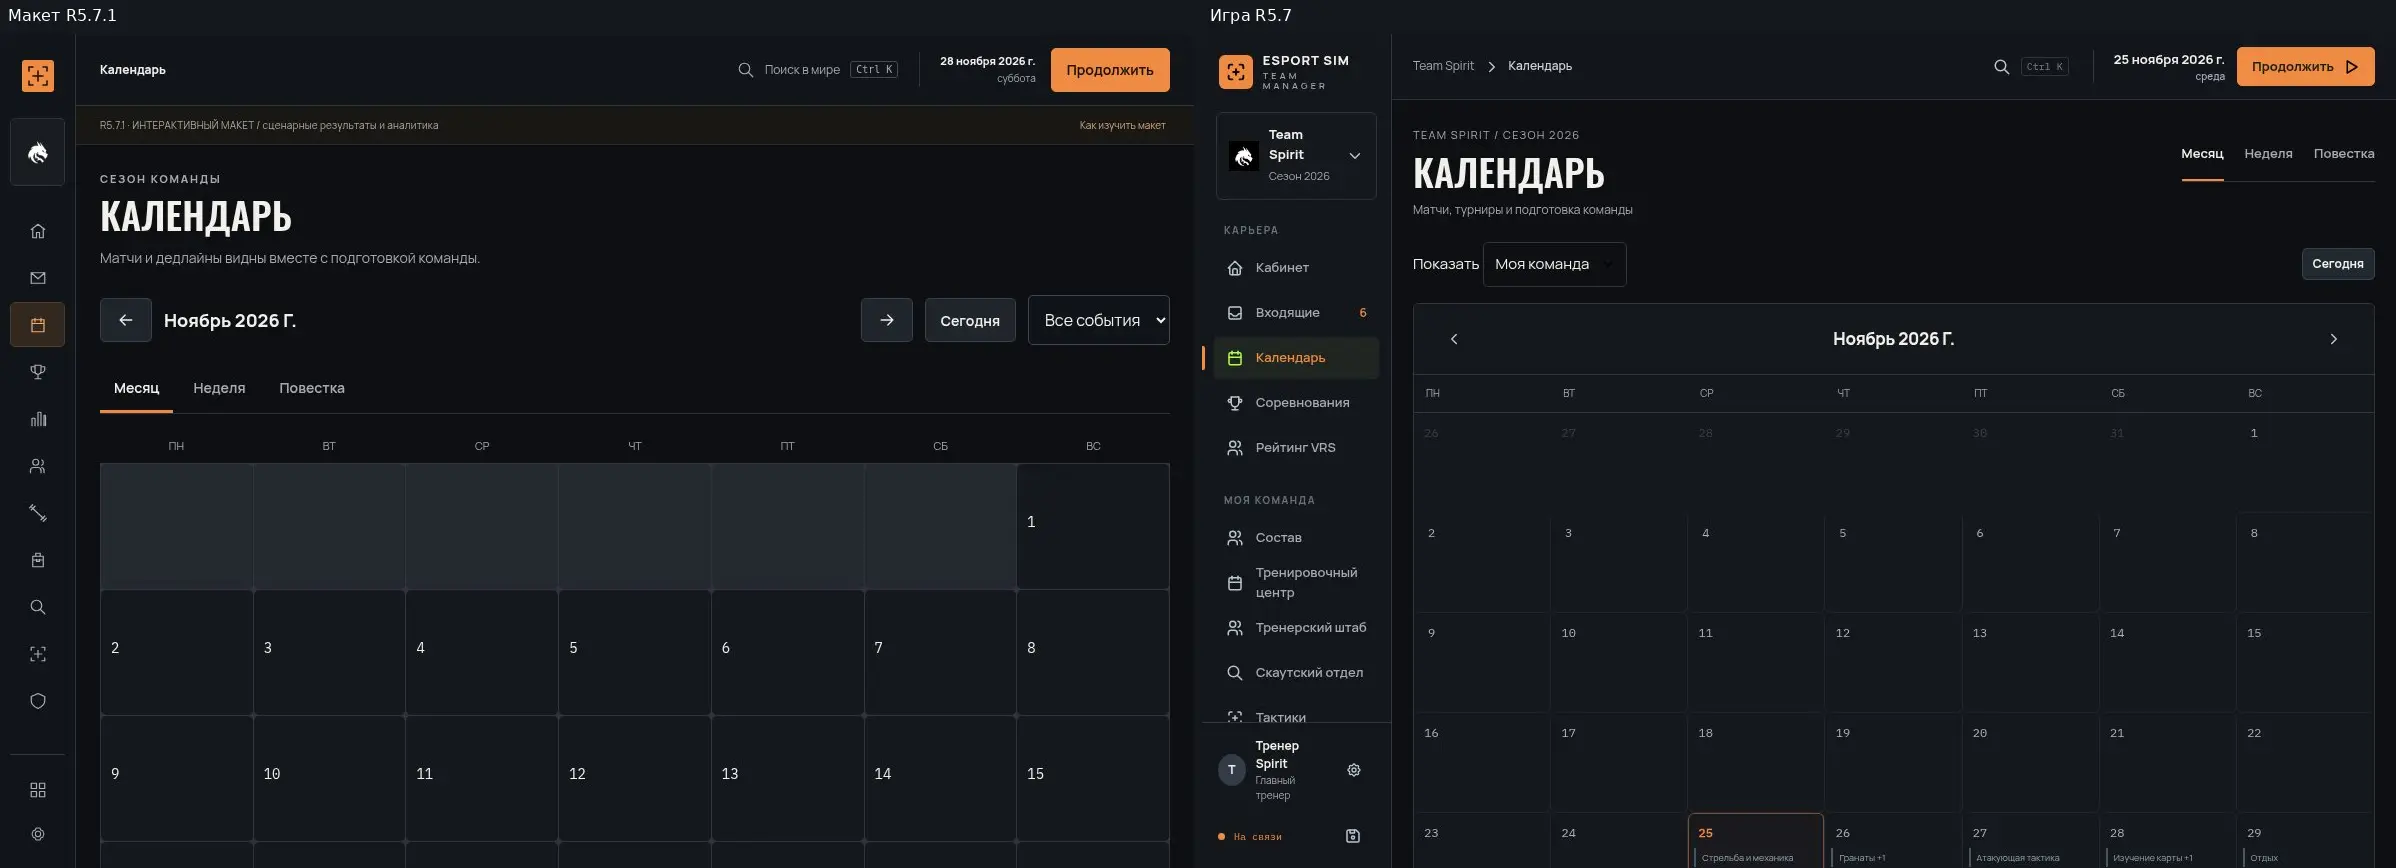 Макет R5.7.1
Календарь
Поиск в мире
Ctrl K
28 ноября 2026 г.
суббота
Продолжить
R5.7.1 · ИНТЕРАКТИВНЫЙ МАКЕТ / сценарные результаты и аналитика
Как изучить макет
СЕЗОН КОМАНДЫ
КАЛЕНДАРЬ
Матчи и дедлайны видны вместе с подготовкой команды.
Ноябрь 2026 Г.
Сегодня
Все события
Месяц Неделя Повестка
ПН ВТ СР ЧТ ПТ СБ ВС
1
2 3 4 5 6 7 8
9 10 11 12 13 14 15
Игра R5.7
ESPORT SIM
TEAM
MANAGER
Team
Spirit
Сезон 2026
КАРЬЕРА
Кабинет
Входящие 6
Календарь
Соревнования
Рейтинг VRS
МОЯ КОМАНДА
Состав
Тренировочный
центр
Тренерский штаб
Скаутский отдел
Тактики
T
Тренер
Spirit
Главный
тренер
На связи
Team Spirit
Календарь
Ctrl K
25 ноября 2026 г.
среда
Продолжить
TEAM SPIRIT / СЕЗОН 2026
КАЛЕНДАРЬ
Матчи, турниры и подготовка команды
Месяц Неделя Повестка
Показать
Моя команда
Сегодня
Ноябрь 2026 Г.
ПН ВТ СР ЧТ ПТ СБ ВС
26 27 28 29 30 31 1
2 3 4 5 6 7 8
9 10 11 12 13 14 15
16 17 18 19 20 21 22
23 24 25 26 27 28 29
Стрельба и механика
Гранаты +1
Атакующая тактика
Изучение карты +1
Отдых